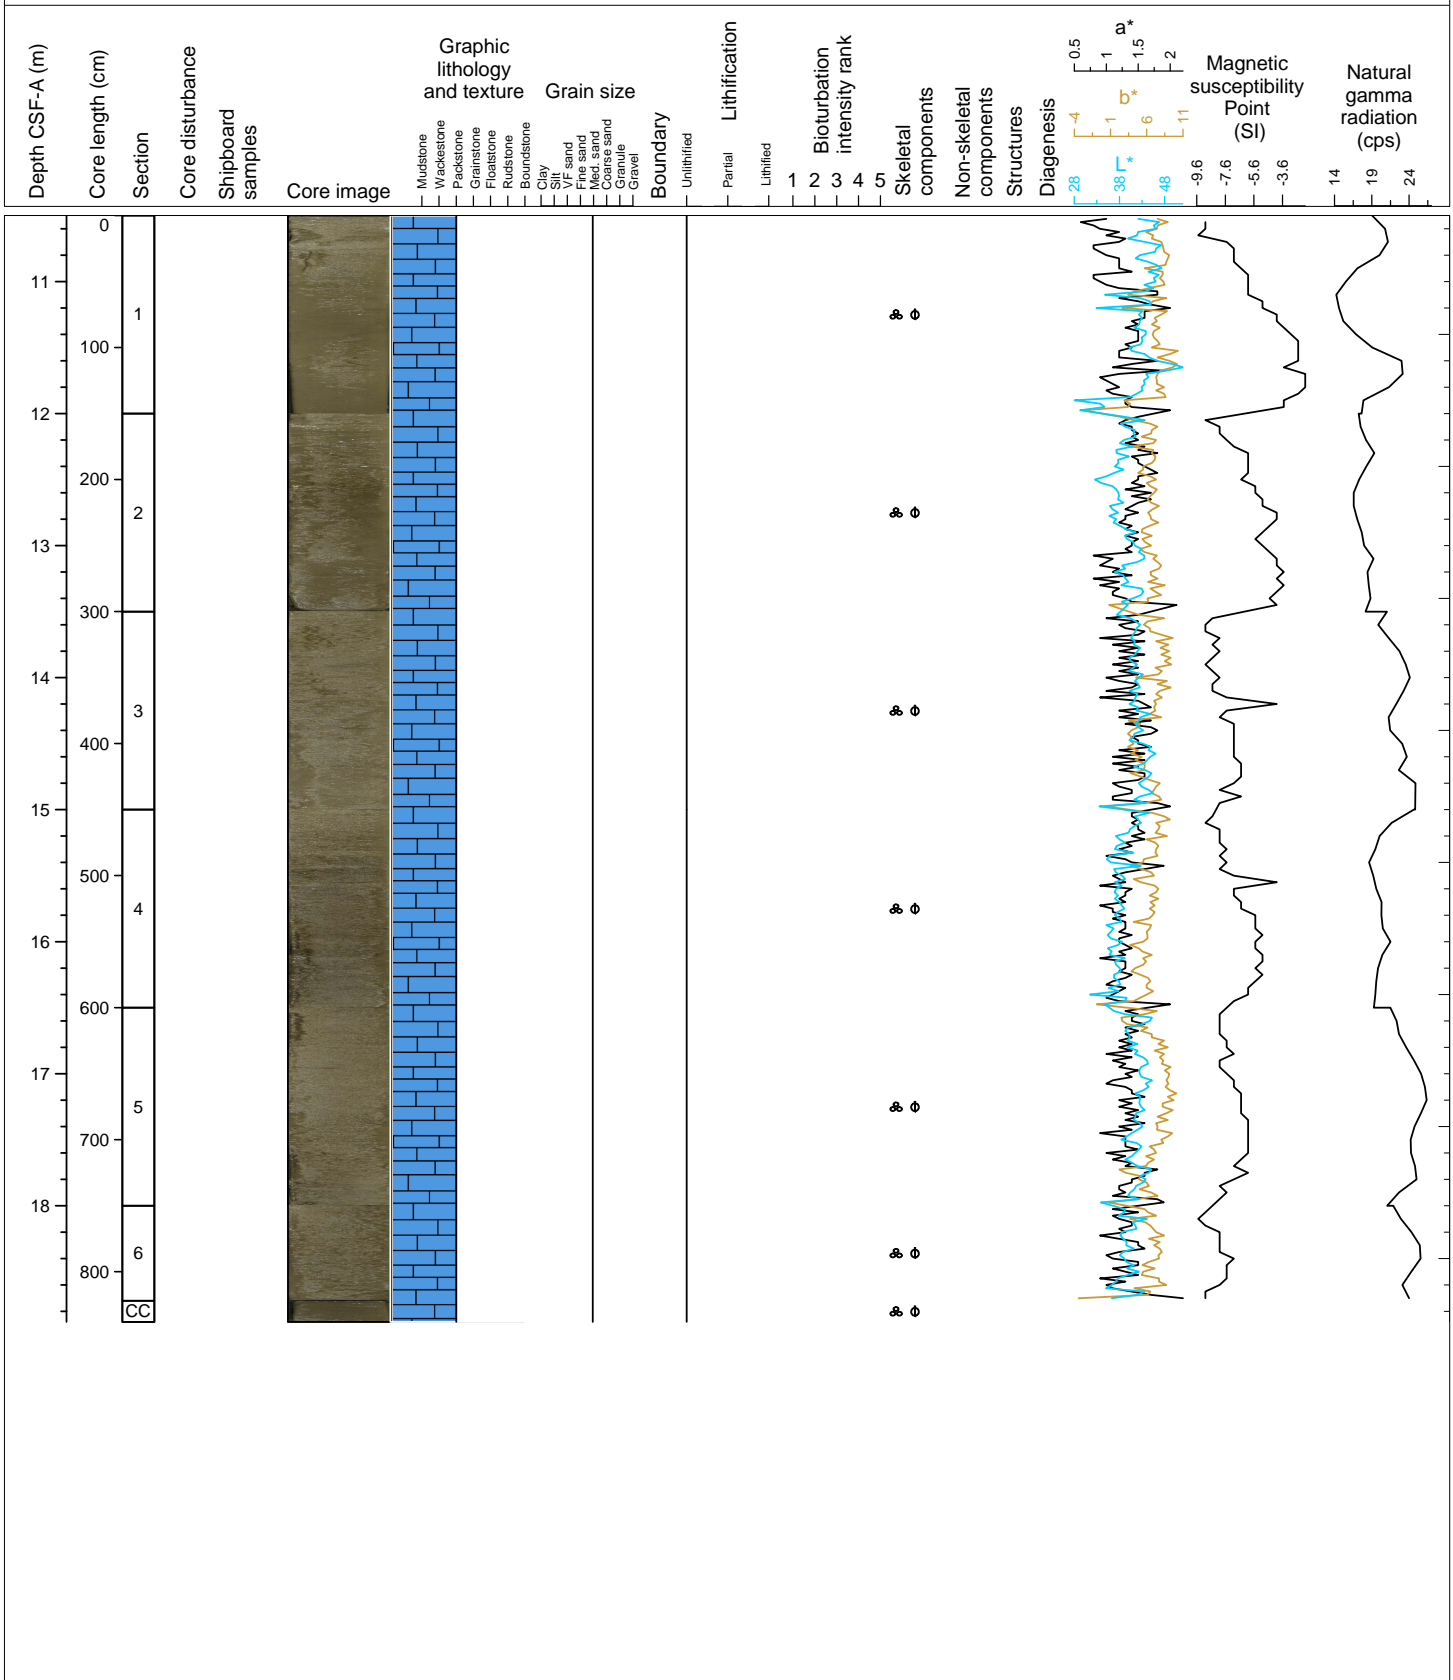 Depth CSF-A (m)
Core length (cm)
Section
Core disturbance
Shipboard
samples
Core image
Graphic
lithology
and texture
Mudstone
Wackestone
Packstone
Grainstone
Floatstone
Rudstone
Boundstone
Grain size
Clay
Silt
VF sand
Fine sand
Med. sand
Coarse sand
Granule
Gravel
Boundary
Lithification
Unlithified
Partial
Lithified
Bioturbation
intensity rank
1 2 3 4 5
Skeletal
components
Non-skeletal
components
Structures
Diagenesis
a*
0.5 1 1.5 2
b*
-4 1 6 11
L*
28 38 48
Magnetic
susceptibility
Point
(SI)
-9.6 -7.6 -5.6 -3.6
Natural
gamma
radiation
(cps)
14 19 24
0
11
1
100
12
200
2
13
300
14
3
400
15
500
4
16
600
17
5
700
18
6
800
CC